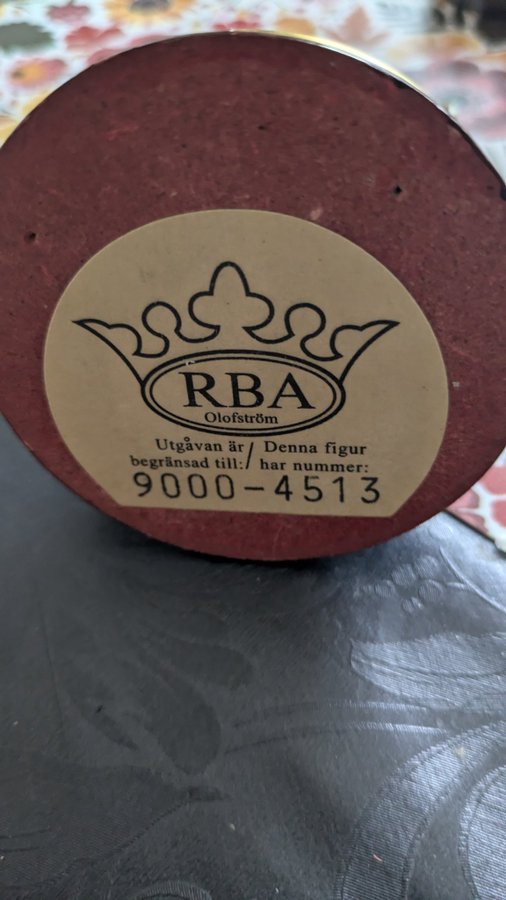 RBA
Olofström
Utgåvan är / Denna figur
begränsad till: / har nummer:
9000-4513